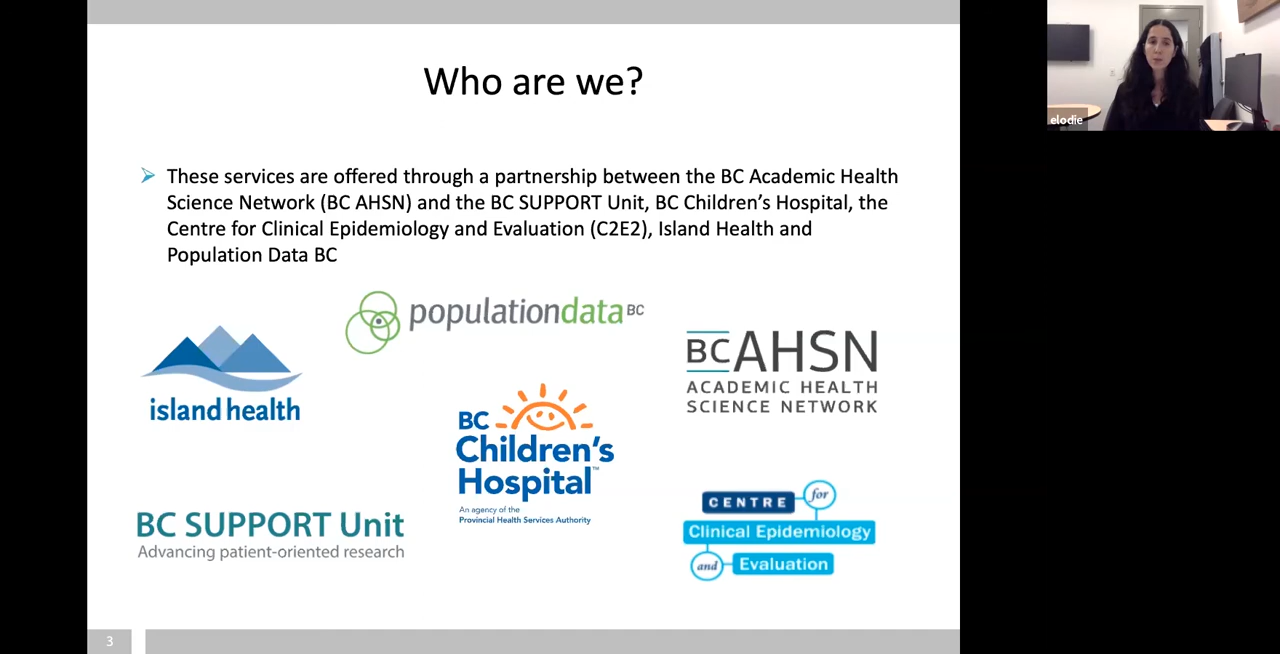 Who are we?
These services are offered through a partnership between the BC Academic Health
Science Network (BC AHSN) and the BC SUPPORT Unit, BC Children’s Hospital, the
Centre for Clinical Epidemiology and Evaluation (C2E2), Island Health and
Population Data BC
populationdata BC
island health
BC AHSN
ACADEMIC HEALTH
SCIENCE NETWORK
BC
Children's
Hospital™
An agency of the
Provincial Health Services Authority
BC SUPPORT Unit
Advancing patient-oriented research
CENTRE for
Clinical Epidemiology
and Evaluation
3
elodie